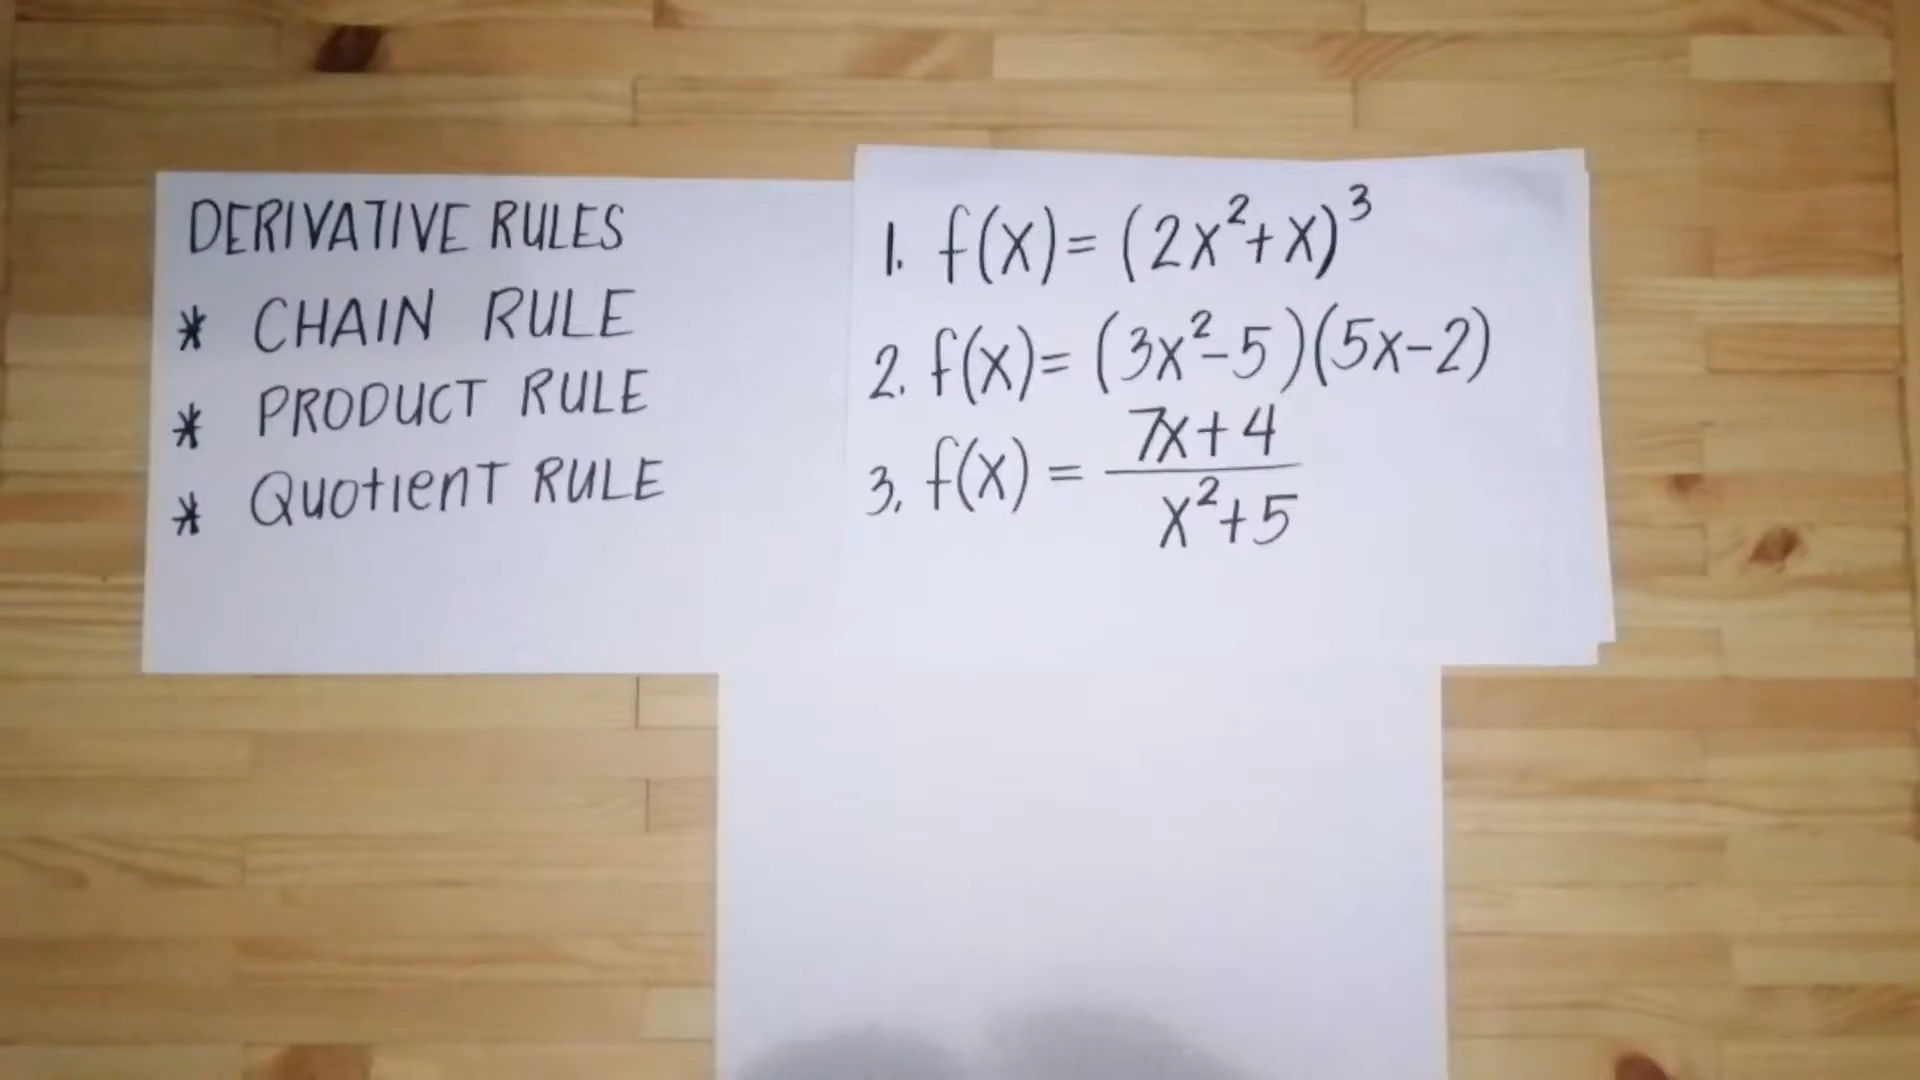 DERIVATIVE RULES
* CHAIN RULE
* PRODUCT RULE
* QuotienT RULE
1. f(x)= (2x²+x)³
2. f(x)= (3x²-5)(5x-2)
3. f(x) = 7x+4
x²+5